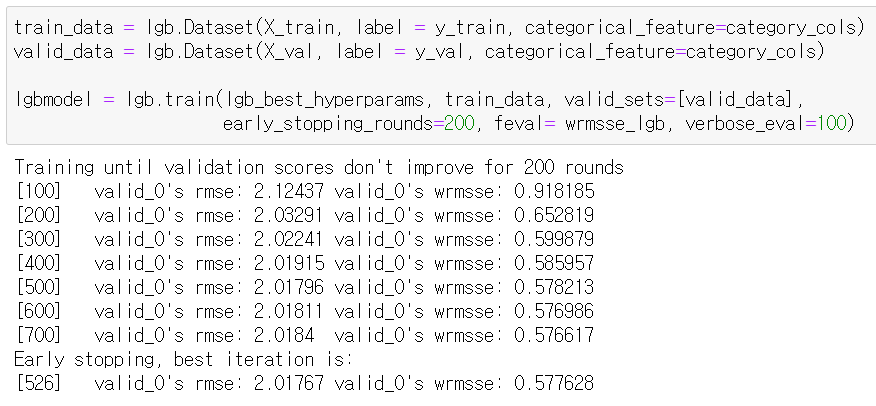 train_data = lgb.Dataset(X_train, label = y_train, categorical_feature=category_cols)
valid_data = lgb.Dataset(X_val, label = y_val, categorical_feature=category_cols)
lgbmodel = lgb.train(lgb_best_hyperparams, train_data, valid_sets=[valid_data],
early_stopping_rounds=200, feval= wrmsse_lgb, verbose_eval=100)
Training until validation scores don't improve for 200 rounds
[100] valid_0's rmse: 2.12437 valid_0's wrmsse: 0.918185
[200] valid_0's rmse: 2.03291 valid_0's wrmsse: 0.652819
[300] valid_0's rmse: 2.02241 valid_0's wrmsse: 0.599879
[400] valid_0's rmse: 2.01915 valid_0's wrmsse: 0.585957
[500] valid_0's rmse: 2.01796 valid_0's wrmsse: 0.578213
[600] valid_0's rmse: 2.01811 valid_0's wrmsse: 0.576986
[700] valid_0's rmse: 2.0184 valid_0's wrmsse: 0.576617
Early stopping, best iteration is:
[526] valid_0's rmse: 2.01767 valid_0's wrmsse: 0.577628